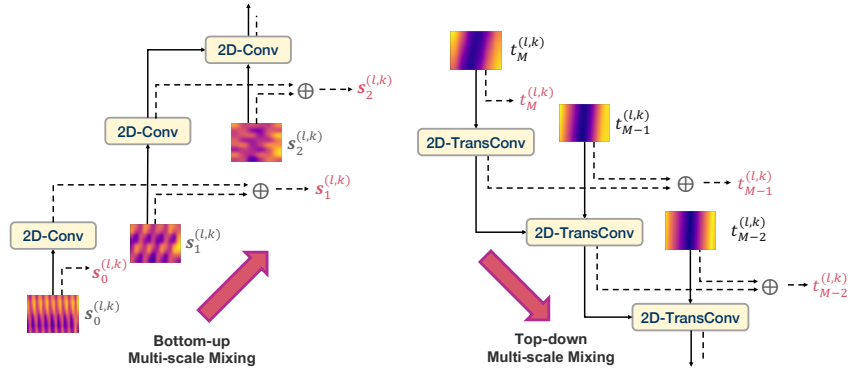 2D-Conv
s_2^{(l,k)}
2D-Conv
s_2^{(l,k)}
s_1^{(l,k)}
2D-Conv
s_1^{(l,k)}
s_0^{(l,k)}
s_0^{(l,k)}
Bottom-up
Multi-scale Mixing
t_M^{(l,k)}
t_M^{(l,k)}
t_{M-1}^{(l,k)}
2D-TransConv
t_{M-1}^{(l,k)}
2D-TransConv
t_{M-2}^{(l,k)}
t_{M-2}^{(l,k)}
2D-TransConv
Top-down
Multi-scale Mixing